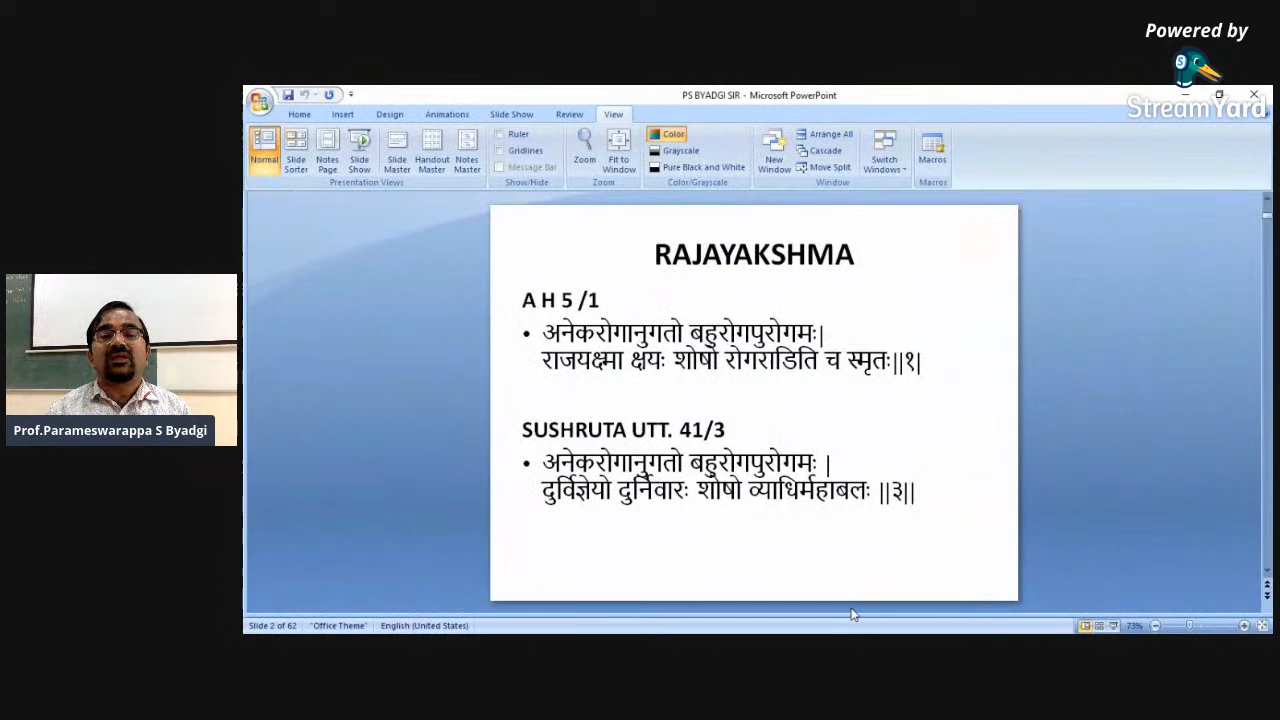 Powered by
StreamYard
PS BYADGI SIR - Microsoft PowerPoint
Home Insert Design Animations Slide Show Review View
Normal Slide Sorter Notes Page Slide Show Slide Master Handout Master Notes Master
Presentation Views
Ruler
Gridlines
Message Bar
Show/Hide
Zoom Fit to Window
Zoom
Color
Grayscale
Pure Black and White
Color/Grayscale
New Window
Arrange All
Cascade
Move Split
Switch Windows
Window
Macros
Macros
RAJAYAKSHMA
A H 5 /1
• अनेकरोगानुगतो बहुरोगपुरोगमः|
राजयक्ष्मा क्षयः शोषो रोगराडिति च स्मृतः||१|
SUSHRUTA UTT. 41/3
• अनेकरोगानुगतो बहुरोगपुरोगमः |
दुर्विज्ञेयो दुर्निवारः शोषो व्याधिर्महाबलः ||३||
Prof.Parameswarappa S Byadgi
Slide 2 of 62 "Office Theme" English (United States) 73%